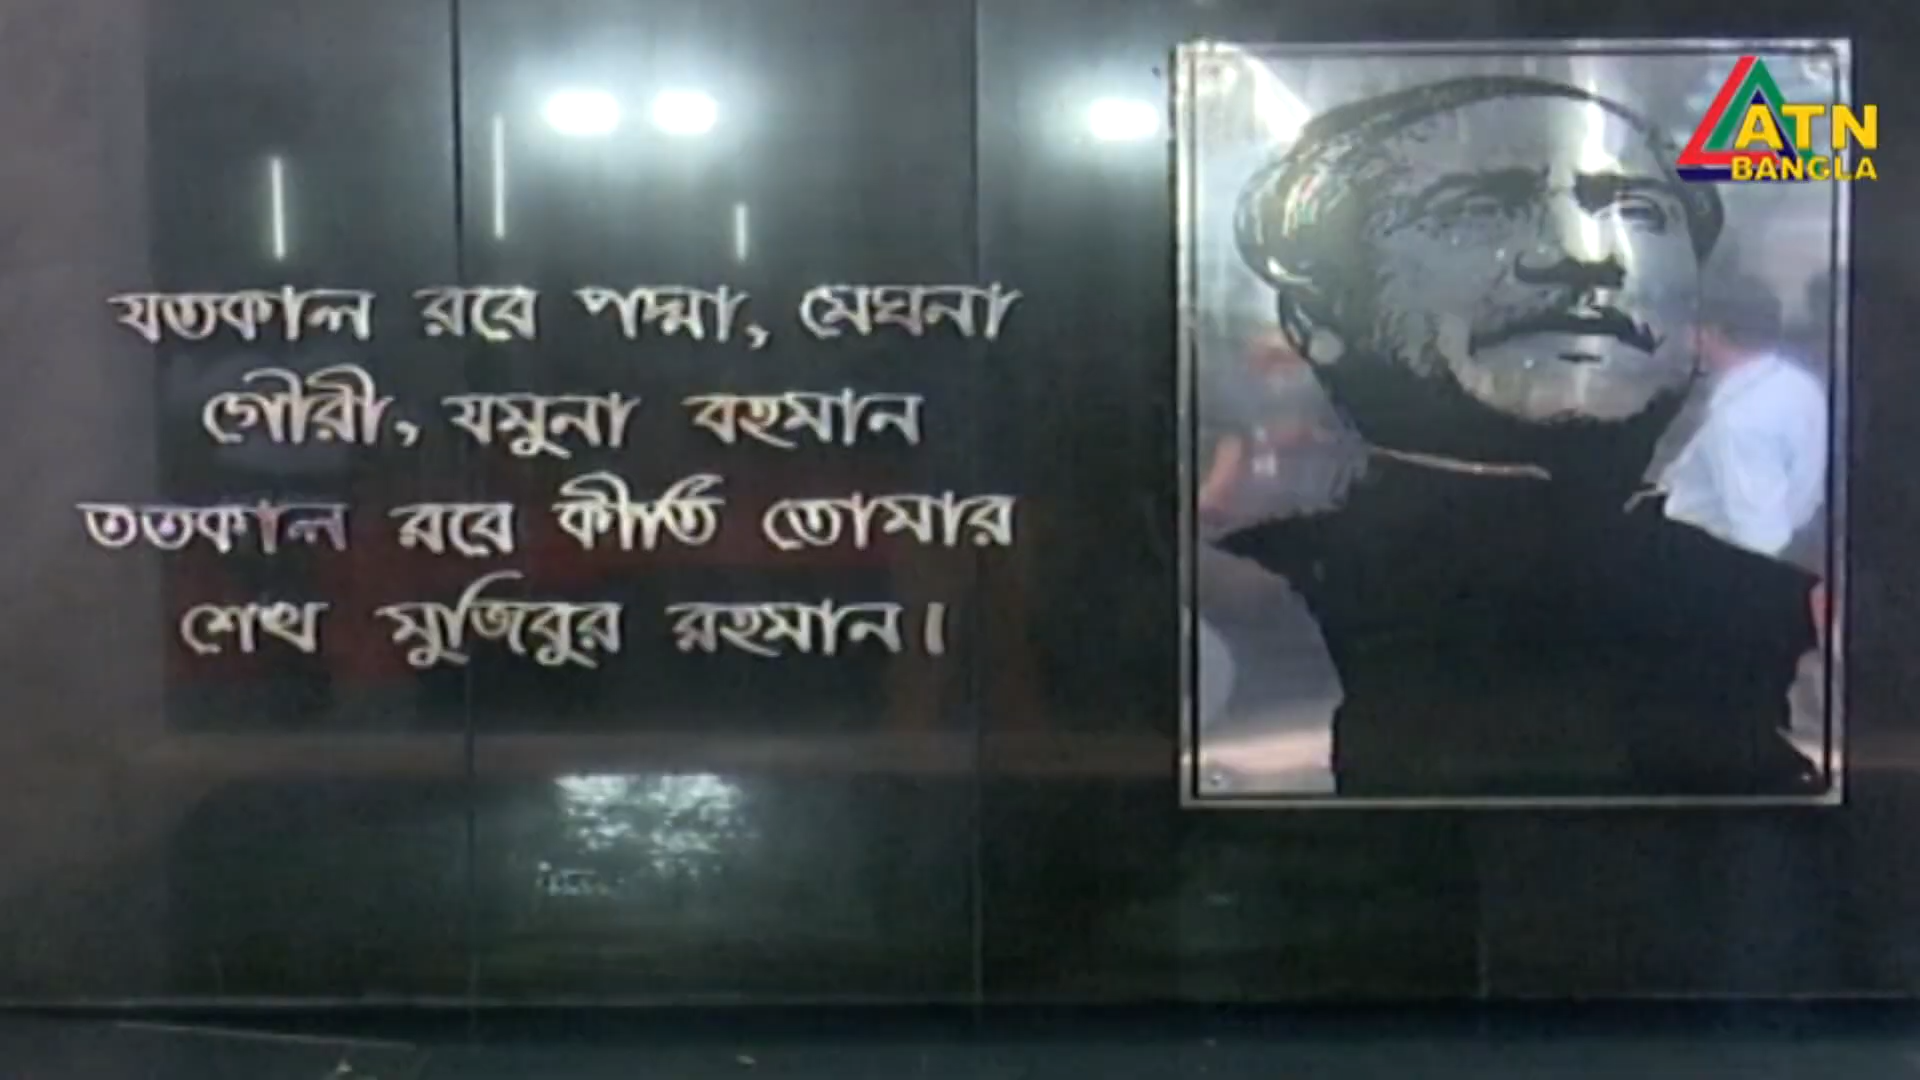 যতকাল রবে পদ্মা, মেঘনা
গৌরী, যমুনা বহমান
ততকাল রবে কীর্তি তোমার
শেখ মুজিবুর রহমান।
ATN
BANGLA